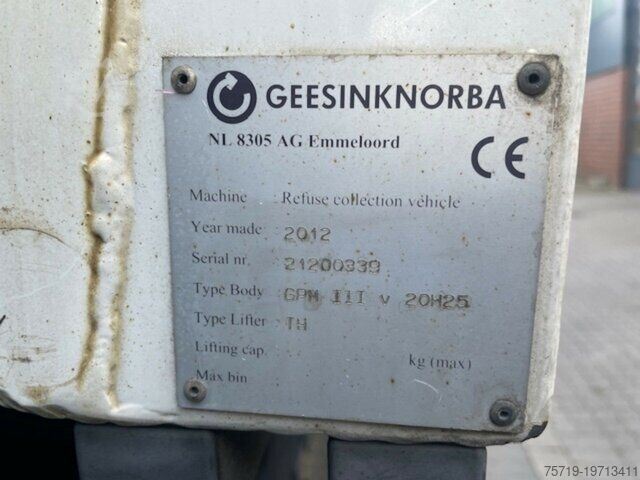 GEESINKNORBA
NL 8305 AG Emmeloord
CE
Machine Refuse collection vehicle
Year made 2012
Serial nr. 21200339
Type Body GPM III v 20H25
Type Lifter TH
Lifting cap. kg (max)
Max bin
75719-19713411